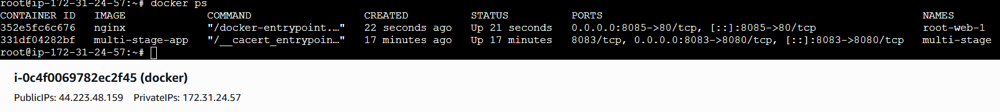 root@ip-172-31-24-57:~# docker ps
CONTAINER ID   IMAGE             COMMAND                  CREATED          STATUS          PORTS                                                   NAMES
352e5fc6c676   nginx             "/docker-entrypoint.…"   22 seconds ago   Up 21 seconds   0.0.0.0:8085->80/tcp, [::]:8085->80/tcp                 root-web-1
331df04282bf   multi-stage-app   "/__cacert_entrypoin…"   17 minutes ago   Up 17 minutes   8083/tcp, 0.0.0.0:8083->8080/tcp, [::]:8083->8080/tcp   multi-stage
root@ip-172-31-24-57:~#
i-0c4f0069782ec2f45 (docker)
PublicIPs: 44.223.48.159 PrivateIPs: 172.31.24.57